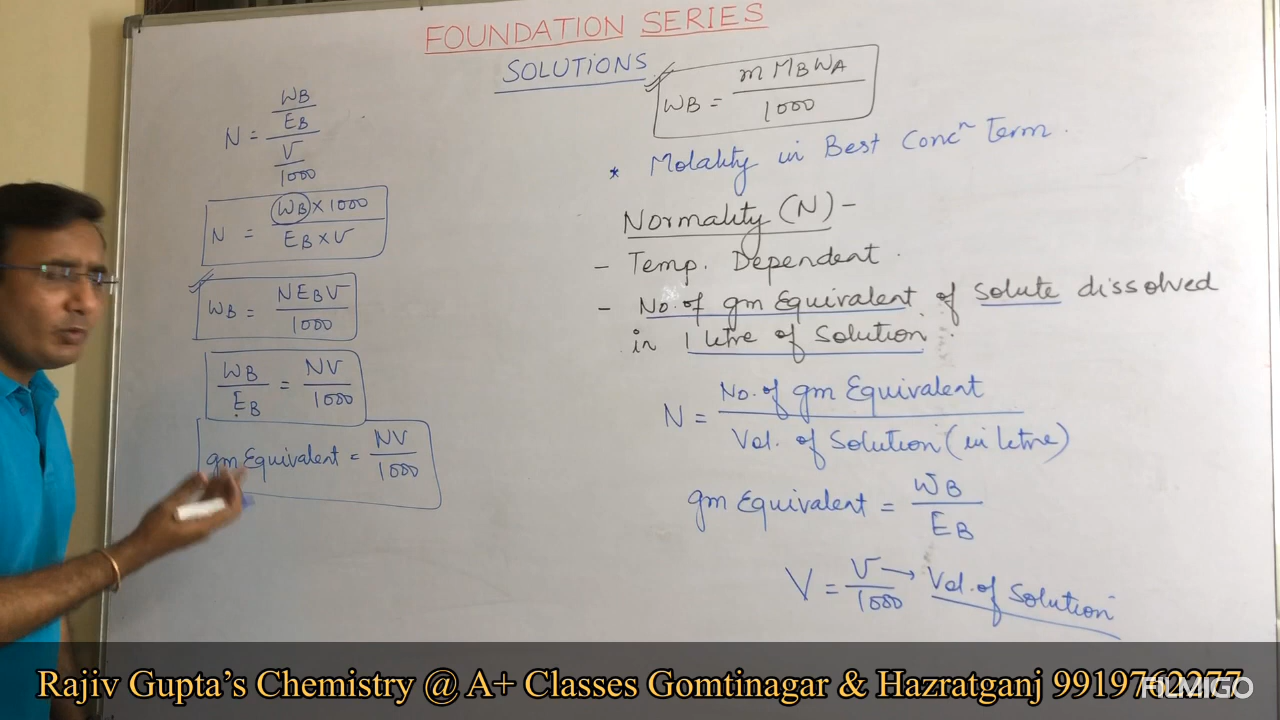 FOUNDATION SERIES
SOLUTIONS
WB = m MB WA / 1000
* Molality in Best Concn Term.
Normality (N) -
- Temp. Dependent.
- No. of gm Equivalent of Solute dissolved
in 1 litre of Solution.
N = No. of gm Equivalent / Vol. of Solution (in litre)
gm Equivalent = WB / EB
V = V / 1000 → Vol. of Solution
N = WB / EB / V / 1000
N = WB × 1000 / EB × V
WB = N EB V / 1000
WB / EB = NV / 1000
gm Equivalent = NV / 1000
Rajiv Gupta's Chemistry @ A+ Classes Gomtinagar & Hazratganj 9919762277
FILMIGO